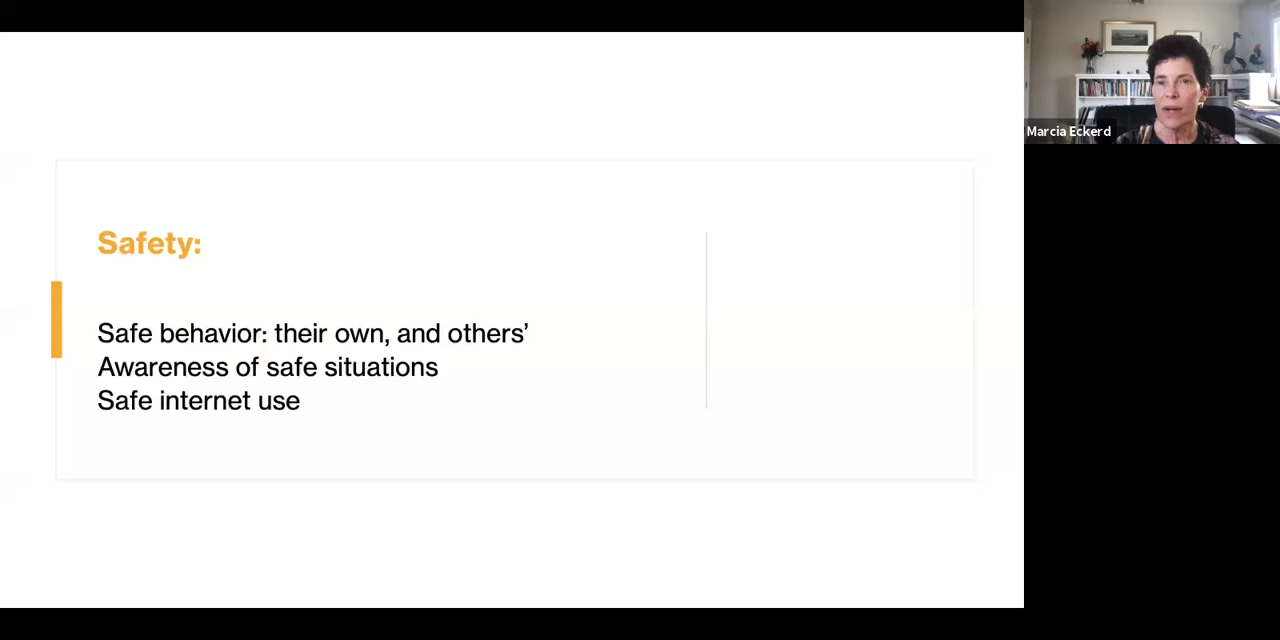 Safety:
Safe behavior: their own, and others’
Awareness of safe situations
Safe internet use
Marcia Eckerd